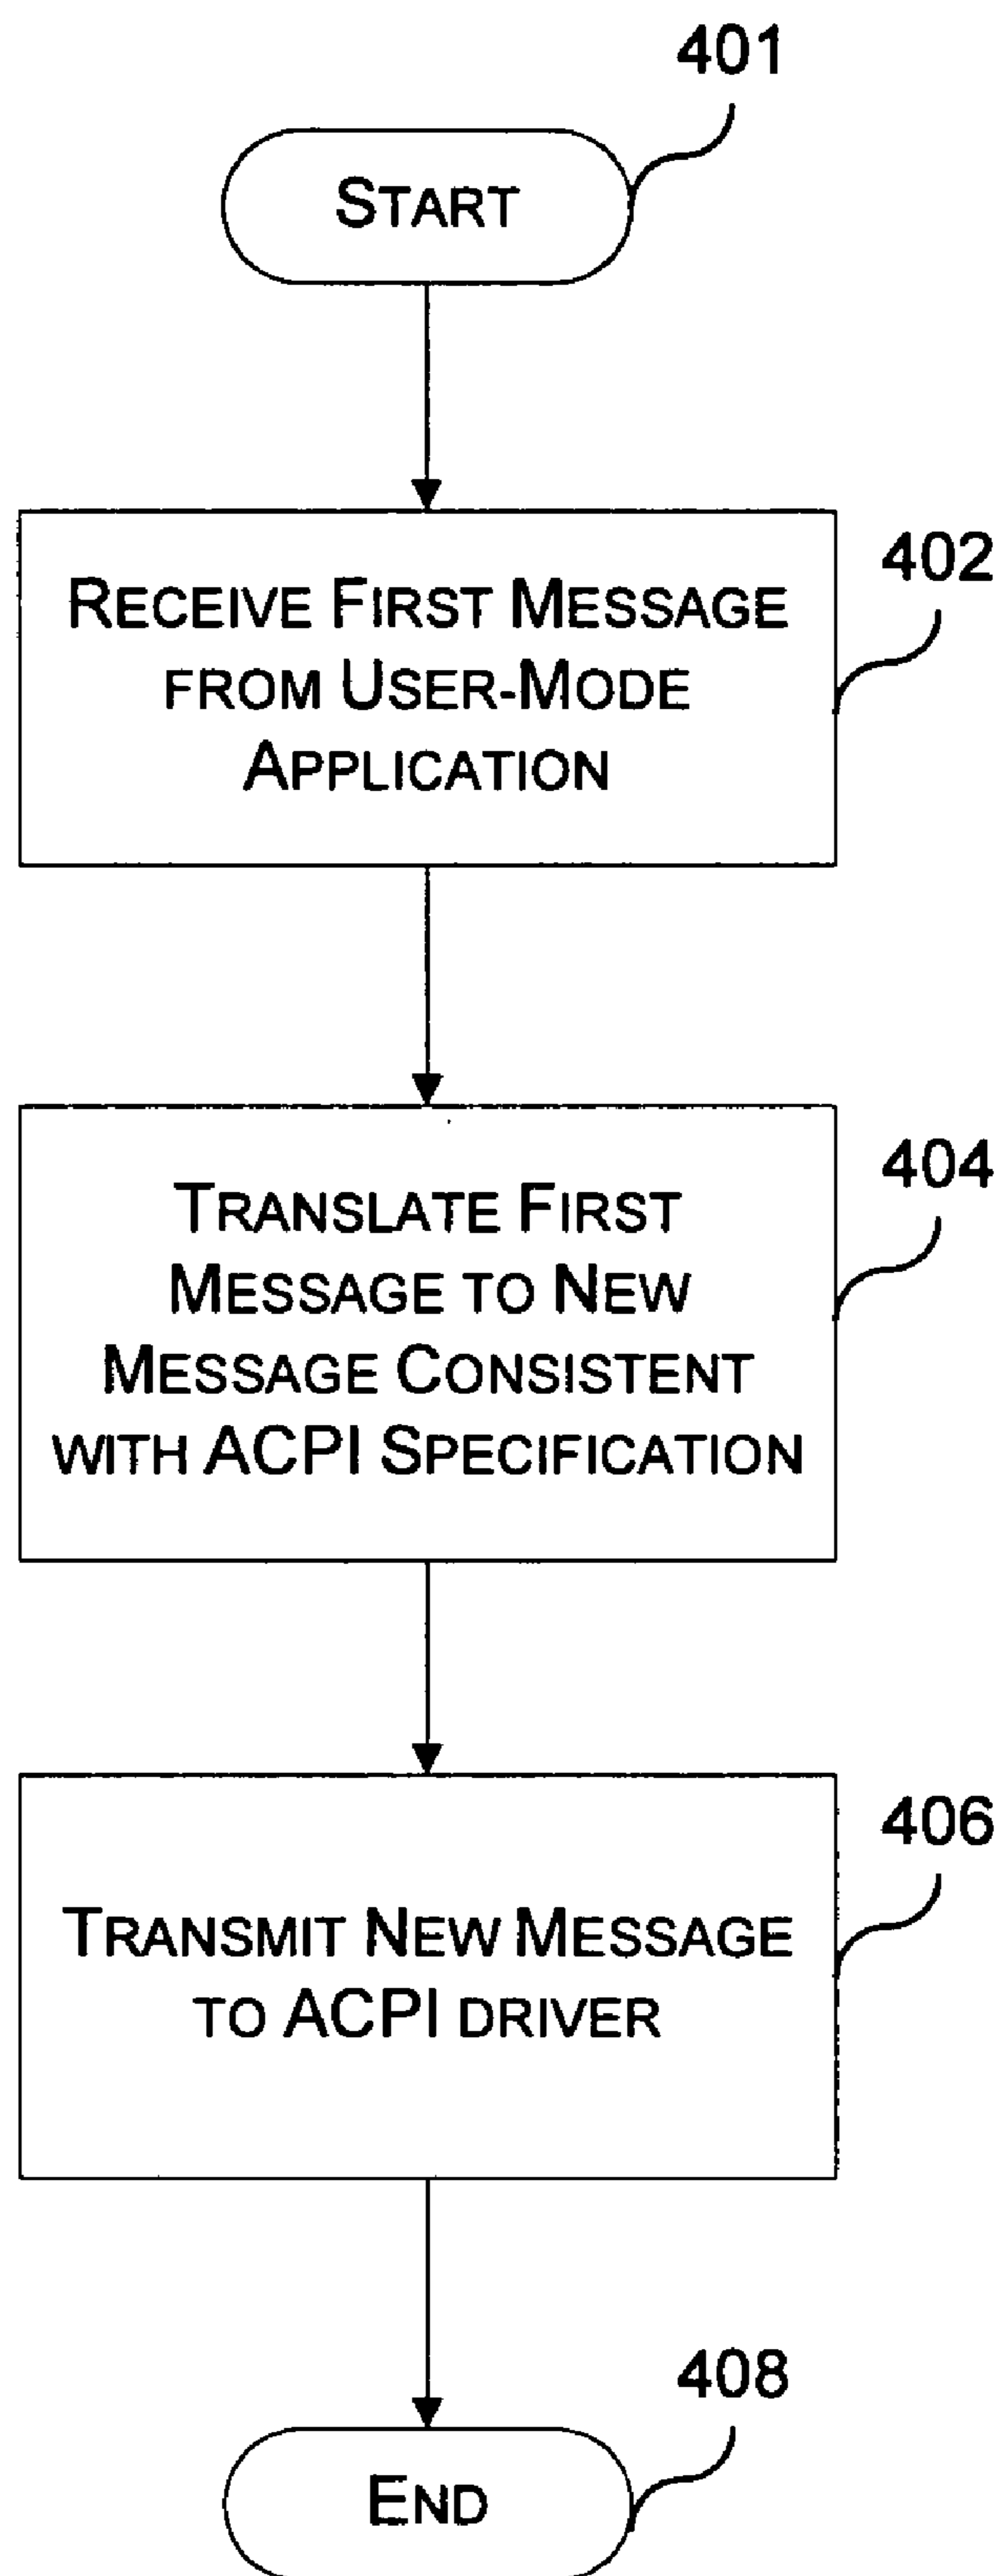 401
START
402
RECEIVE FIRST MESSAGE
FROM USER-MODE
APPLICATION
404
TRANSLATE FIRST
MESSAGE TO NEW
MESSAGE CONSISTENT
WITH ACPI SPECIFICATION
406
TRANSMIT NEW MESSAGE
TO ACPI DRIVER
408
END